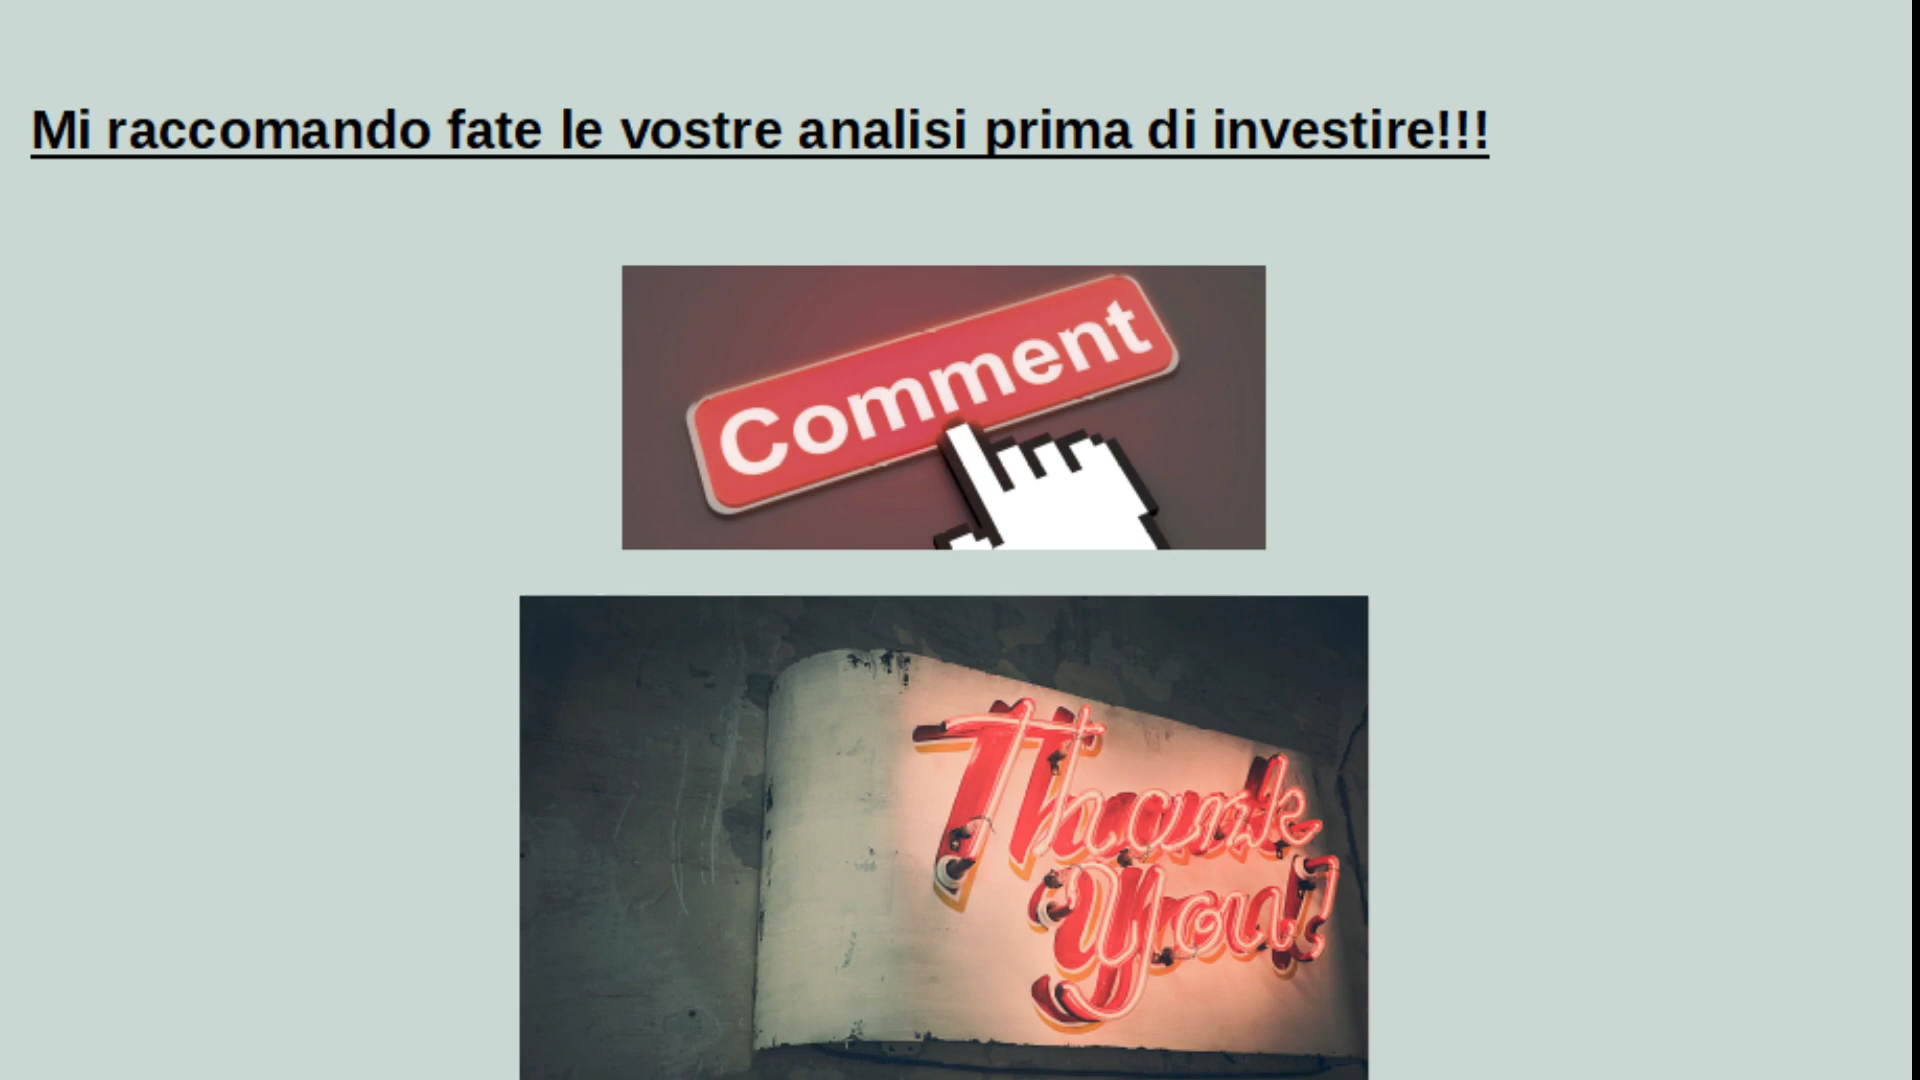 Mi raccomando fate le vostre analisi prima di investire!!!
Comment
Thank
You!